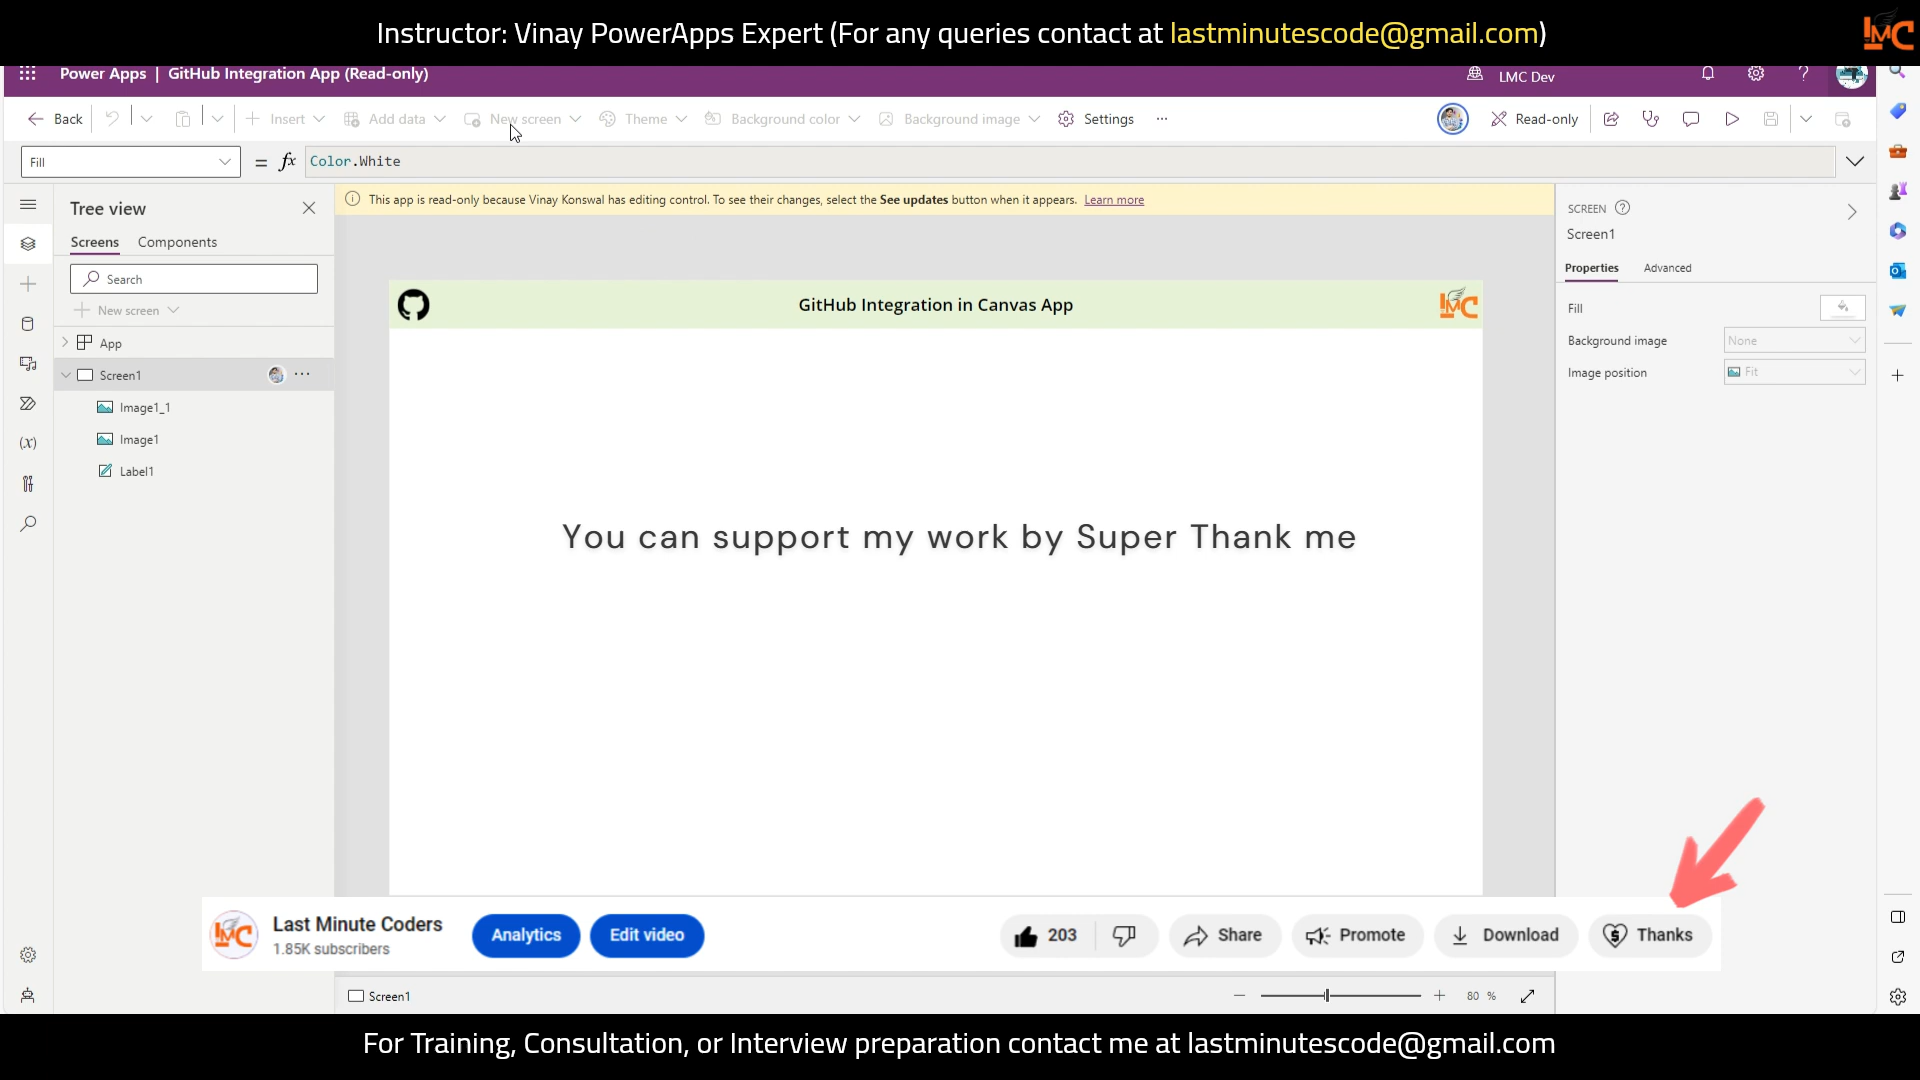 Instructor: Vinay PowerApps Expert (For any queries contact at lastminutescode@gmail.com)
LMC
Power Apps | GitHub Integration App (Read-only)
LMC Dev
Back
Insert
Add data
New screen
Theme
Background color
Background image
Settings
Read-only
Fill
= fx Color.White
Tree view
This app is read-only because Vinay Konswal has editing control. To see their changes, select the See updates button when it appears. Learn more
SCREEN
Screen1
Screens Components
Properties Advanced
Search
New screen
GitHub Integration in Canvas App
LMC
Fill
Background image None
Image position Fit
App
Screen1
Image1_1
Image1
Label1
(x)
You can support my work by Super Thank me
LMC
Last Minute Coders
1.85K subscribers
Analytics
Edit video
203
Share
Promote
Download
Thanks
Screen1
80 %
For Training, Consultation, or Interview preparation contact me at lastminutescode@gmail.com